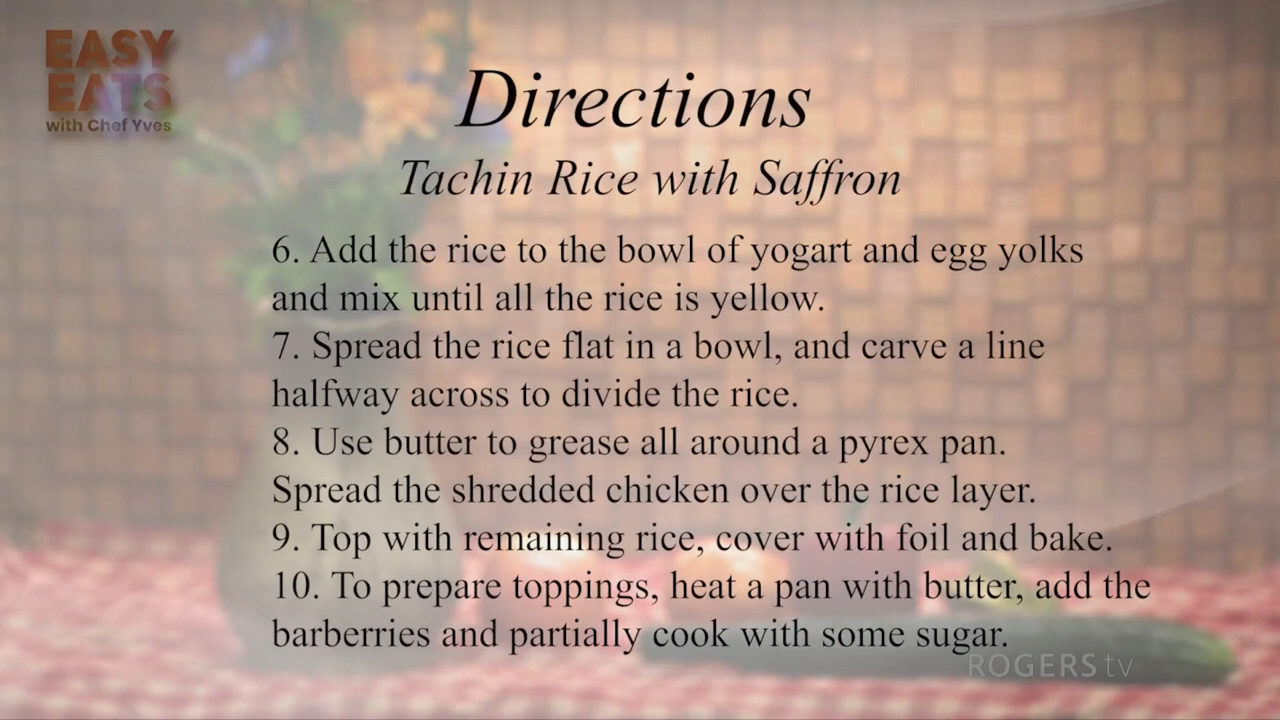 EASY
EATS
with Chef Yves
Directions
Tachin Rice with Saffron
6. Add the rice to the bowl of yogart and egg yolks
and mix until all the rice is yellow.
7. Spread the rice flat in a bowl, and carve a line
halfway across to divide the rice.
8. Use butter to grease all around a pyrex pan.
Spread the shredded chicken over the rice layer.
9. Top with remaining rice, cover with foil and bake.
10. To prepare toppings, heat a pan with butter, add the
barberries and partially cook with some sugar.
ROGERS tv